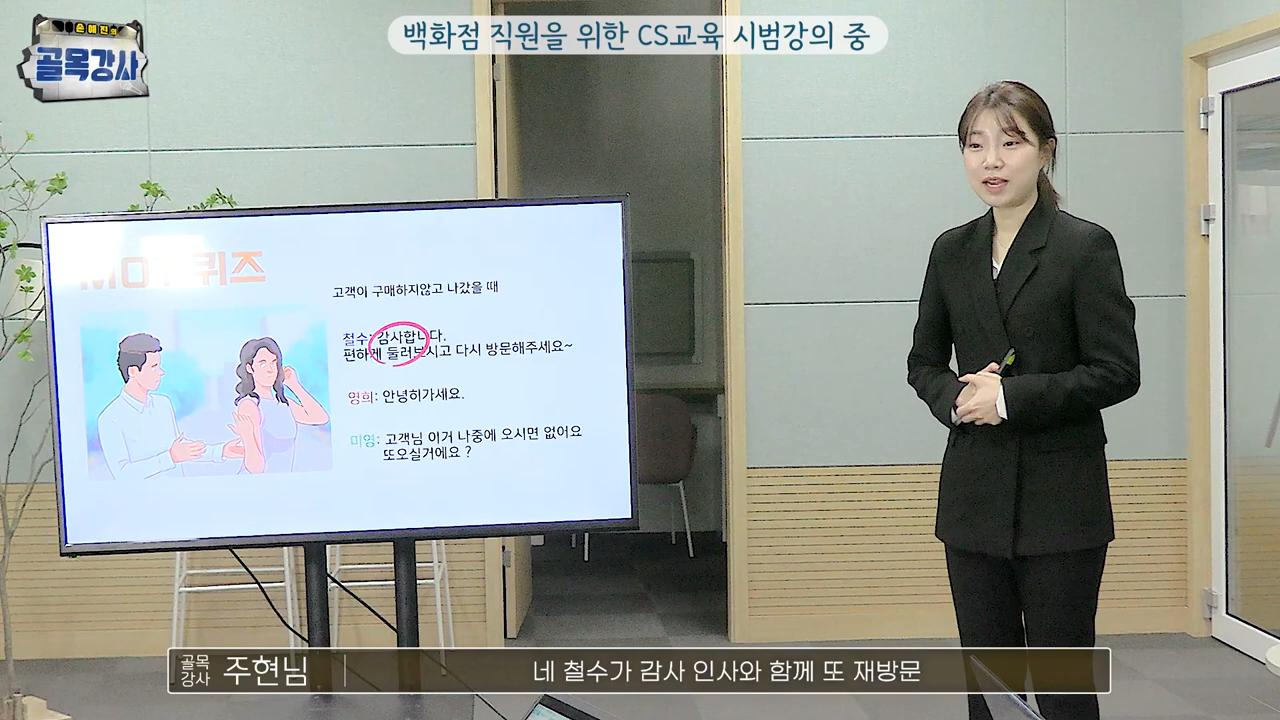 백화점 직원을 위한 CS교육 시범강의 중
손예진의
골목강사
MOT 퀴즈
고객이 구매하지않고 나갔을 때
철수: 감사합니다.
편하게 둘러보시고 다시 방문해주세요~
영희: 안녕히가세요.
미영: 고객님 이거 나중에 오시면 없어요
또오실거에요 ?
골목
강사
주현님
네 철수가 감사 인사와 함께 또 재방문